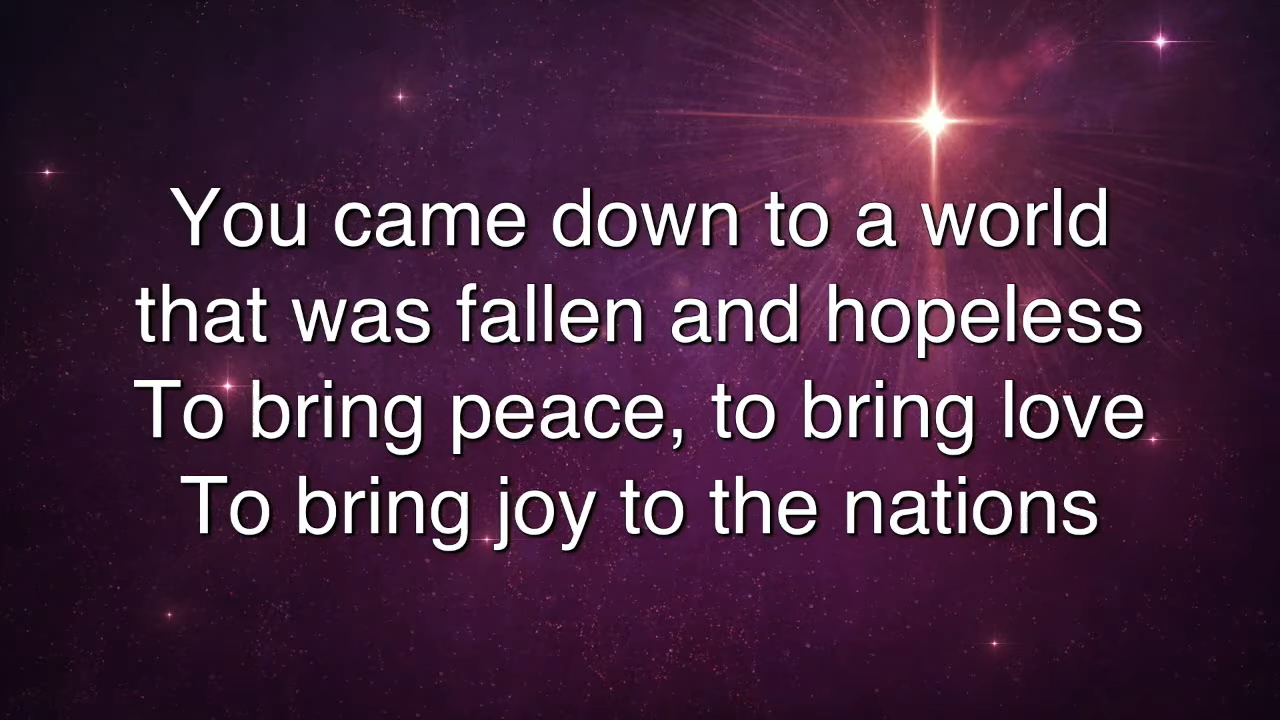 You came down to a world
that was fallen and hopeless
To bring peace, to bring love
To bring joy to the nations